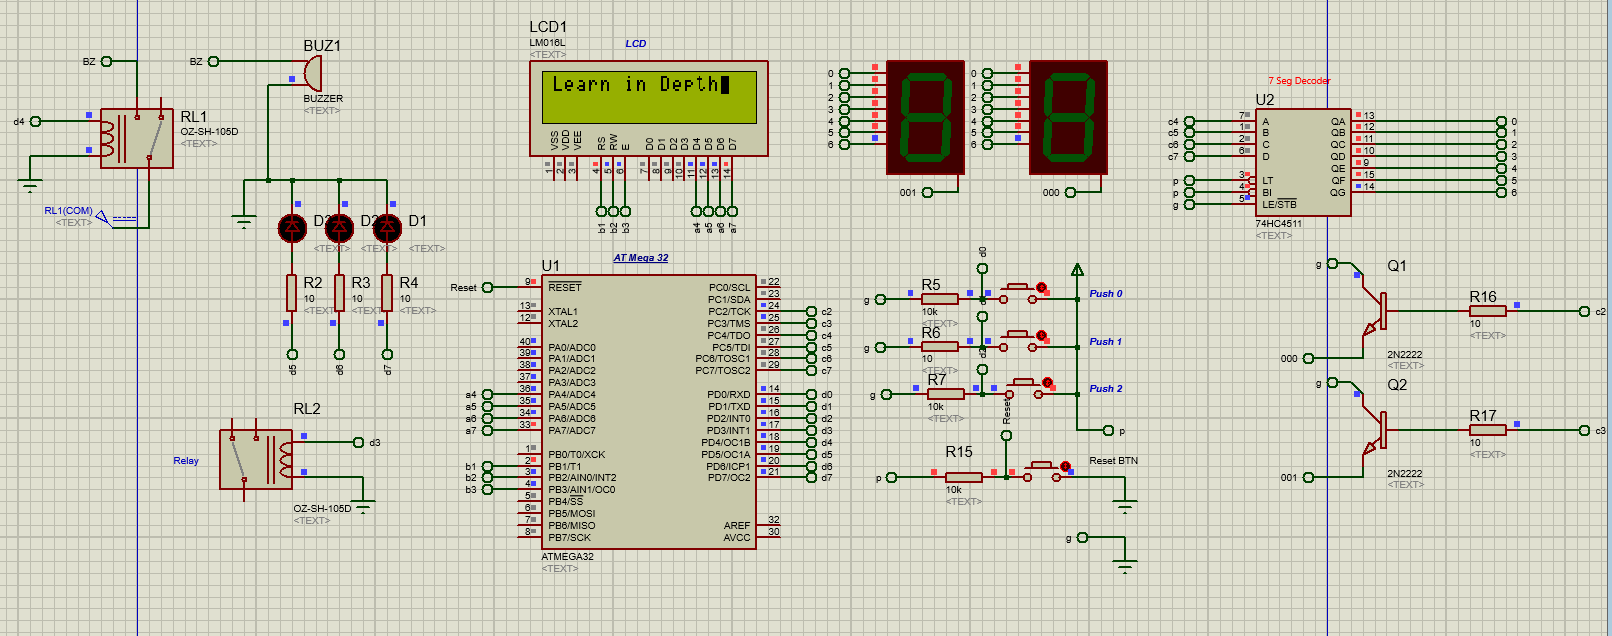 BZ
BZ
BUZ1
BUZZER
<TEXT>
d4
RL1
OZ-SH-105D
<TEXT>
RL1(COM)
<TEXT>
D2
D1
<TEXT>
<TEXT>
<TEXT>
R2
10
<TEXT>
R3
10
<TEXT>
R4
10
<TEXT>
d5
d6
d7
RL2
d3
Relay
OZ-SH-105D
<TEXT>
LCD1
LM016L
<TEXT>
LCD
Learn in Depth
VSS
VDD
VEE
RS
RW
E
D0
D1
D2
D3
D4
D5
D6
D7
1
2
3
4
5
6
7
8
9
10
11
12
13
14
b1
b2
b3
a4
a5
a6
a7
AT Mega 32
U1
Reset
9
RESET
13
XTAL1
12
XTAL2
40
PA0/ADC0
39
PA1/ADC1
38
PA2/ADC2
37
PA3/ADC3
a4
36
PA4/ADC4
a5
35
PA5/ADC5
a6
34
PA6/ADC6
a7
33
PA7/ADC7
1
PB0/T0/XCK
b1
2
PB1/T1
b2
3
PB2/AIN0/INT2
b3
4
PB3/AIN1/OC0
5
PB4/SS
6
PB5/MOSI
7
PB6/MISO
8
PB7/SCK
PC0/SCL
22
PC1/SDA
23
PC2/TCK
24
c2
PC3/TMS
25
c3
PC4/TDO
26
c4
PC5/TDI
27
c5
PC6/TOSC1
28
c6
PC7/TOSC2
29
c7
PD0/RXD
14
d0
PD1/TXD
15
d1
PD2/INT0
16
d2
PD3/INT1
17
d3
PD4/OC1B
18
d4
PD5/OC1A
19
d5
PD6/ICP1
20
d6
PD7/OC2
21
d7
AREF
32
AVCC
30
ATMEGA32
<TEXT>
0
1
2
3
4
5
6
001
0
1
2
3
4
5
6
000
d0
g
R5
10k
<TEXT>
Push 0
g
R6
10
<TEXT>
Push 1
g
R7
10k
<TEXT>
Push 2
Reset
p
p
R15
10k
<TEXT>
Reset BTN
g
7 Seg Decoder
U2
c4
7
A
c5
1
B
c6
2
C
c7
6
D
p
3
LT
p
4
BI
g
5
LE/STB
QA
13
0
QB
12
1
QC
11
2
QD
10
3
QE
9
4
QF
15
5
QG
14
6
74HC4511
<TEXT>
g
Q1
R16
10
<TEXT>
c2
000
2N2222
<TEXT>
g
Q2
R17
10
<TEXT>
c3
001
2N2222
<TEXT>